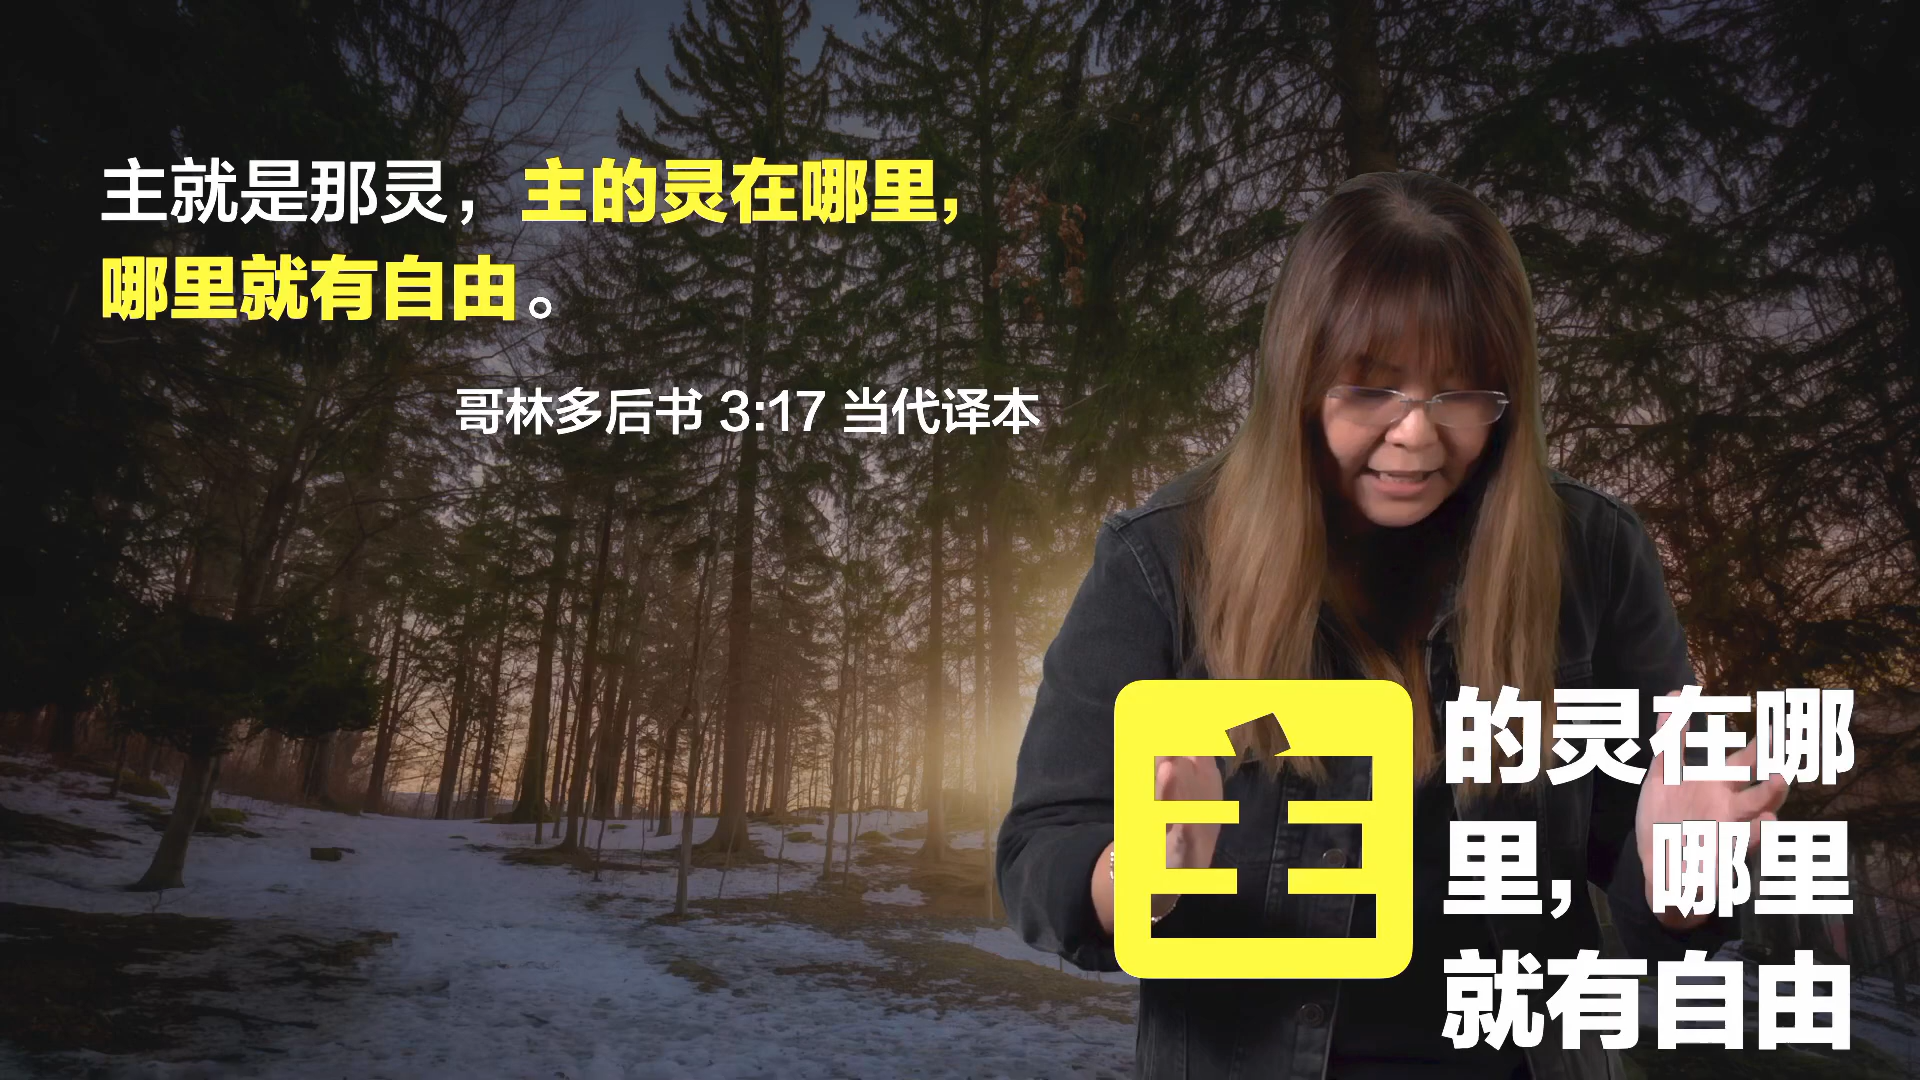 主就是那灵，主的灵在哪里，
哪里就有自由。
哥林多后书 3:17 当代译本
主的灵在哪
里，哪里
就有自由